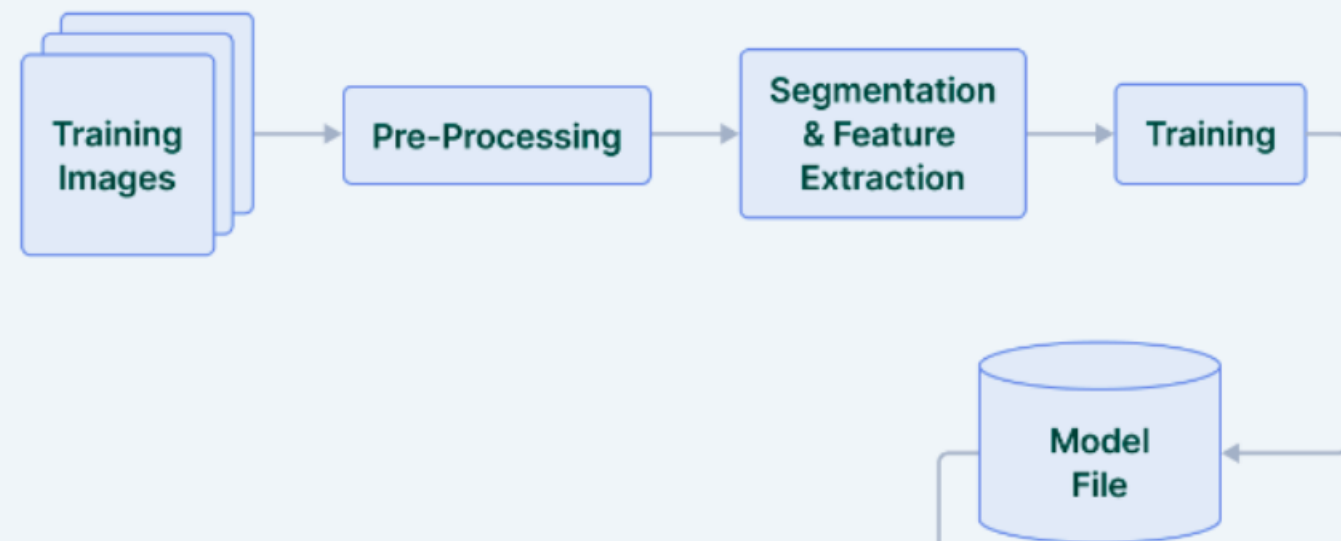 Training
Images
Pre-Processing
Segmentation
& Feature
Extraction
Training
Model
File